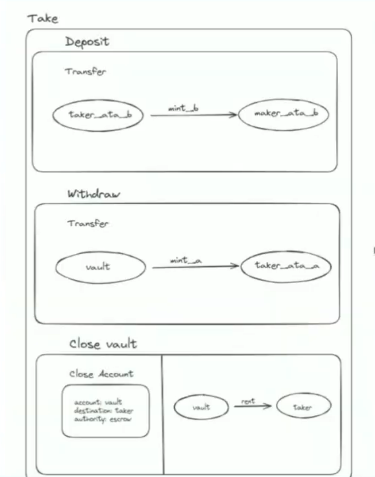 Take
Deposit
Transfer
taker_ata_b
mint_b
maker_ata_b
Withdraw
Transfer
vault
mint_a
taker_ata_a
Close vault
Close Account
account: vault
destination: taker
authority: escrow
vault
rent
taker